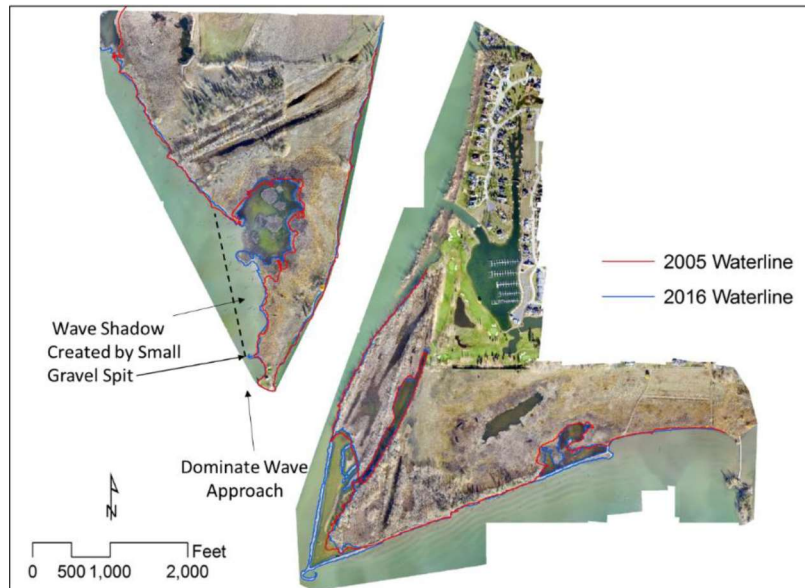 2005 Waterline
2016 Waterline
Wave Shadow
Created by Small
Gravel Spit
Dominate Wave
Approach
N
Feet
0 500 1,000 2,000